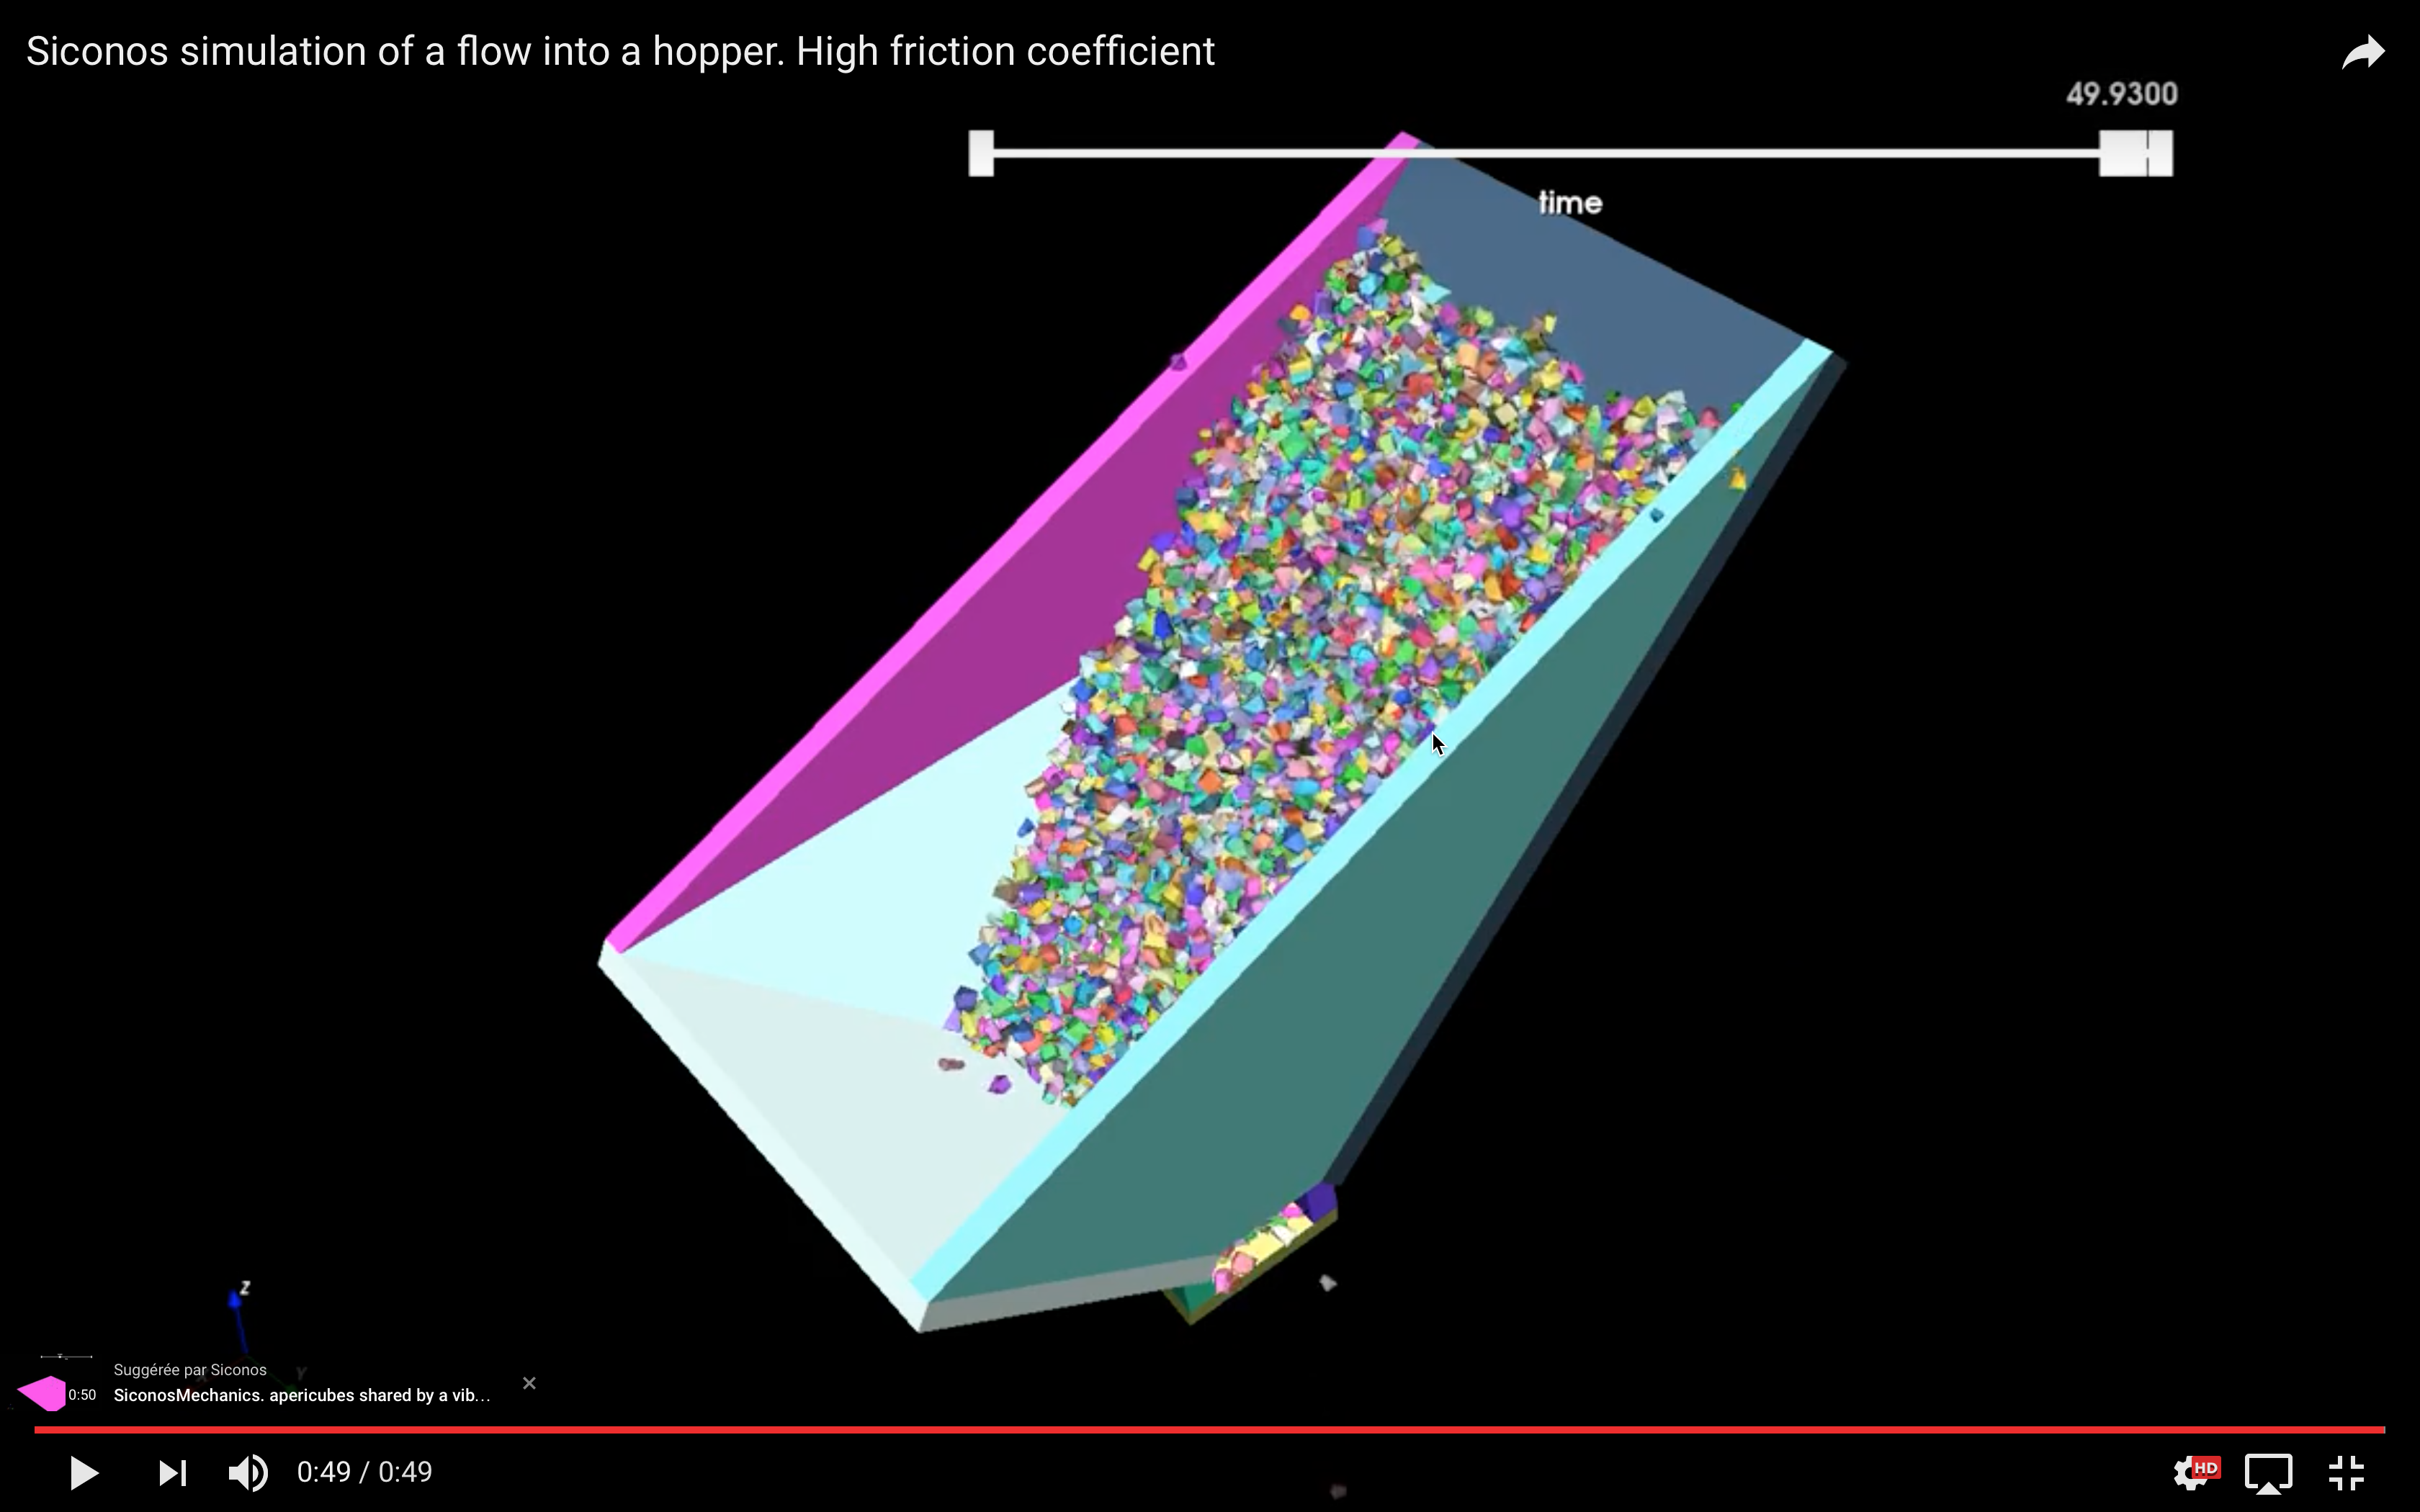 Siconos simulation of a flow into a hopper. High friction coefficient
49.9300
time
Z
Y
Suggérée par Siconos
0:50
SiconosMechanics. apericubes shared by a vib...
0:49 / 0:49
HD